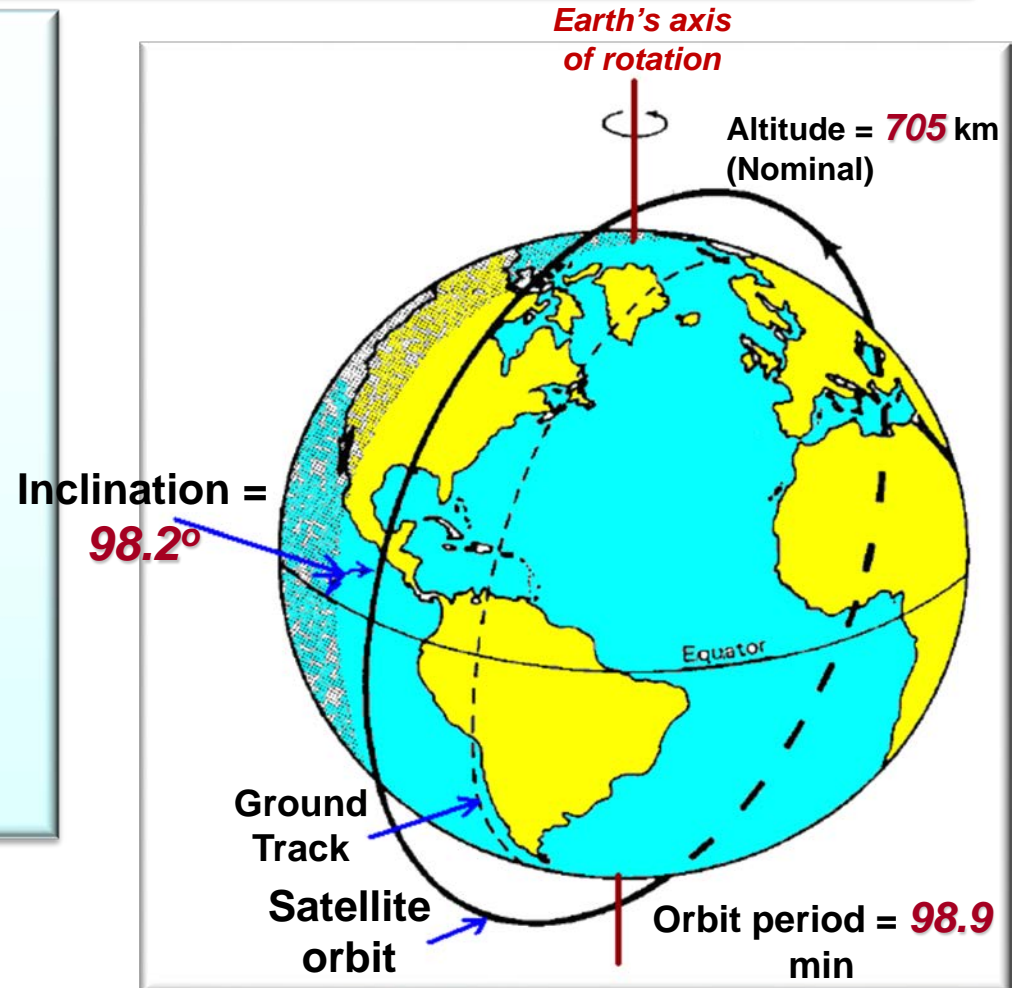 Earth's axis
of rotation
Altitude = 705 km
(Nominal)
Inclination =
98.2º
Equator
Ground
Track
Satellite
orbit
Orbit period = 98.9
min